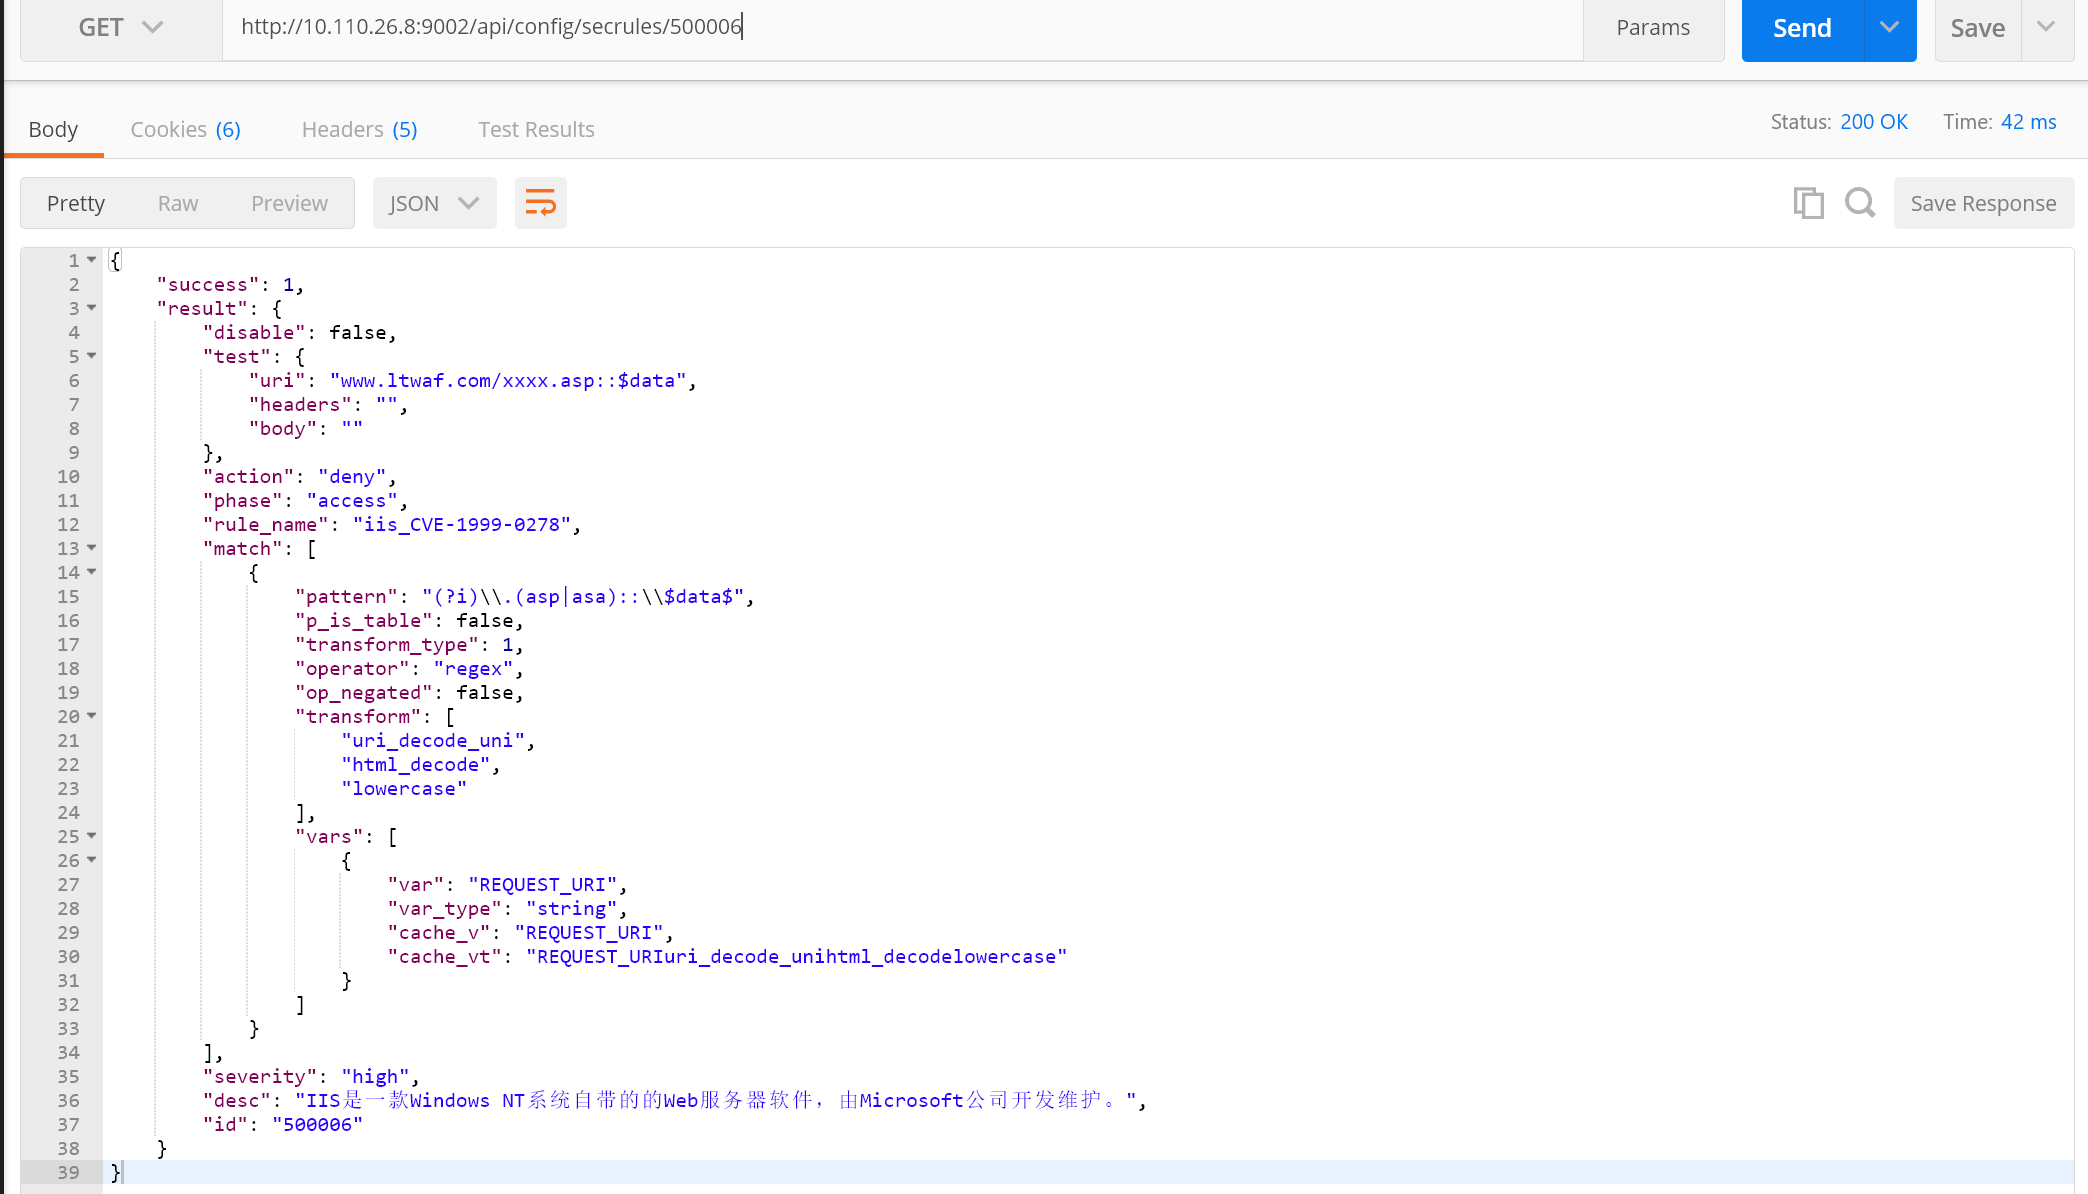 GET http://10.110.26.8:9002/api/config/secrules/500006 Params Send Save
Body Cookies (6) Headers (5) Test Results Status: 200 OK Time: 42 ms
Pretty Raw Preview JSON Save Response
1 {
2 "success": 1,
3 "result": {
4 "disable": false,
5 "test": {
6 "uri": "www.ltwaf.com/xxxx.asp::$data",
7 "headers": "",
8 "body": ""
9 },
10 "action": "deny",
11 "phase": "access",
12 "rule_name": "iis_CVE-1999-0278",
13 "match": [
14 {
15 "pattern": "(?i)\\.(asp|asa)::\\$data$",
16 "p_is_table": false,
17 "transform_type": 1,
18 "operator": "regex",
19 "op_negated": false,
20 "transform": [
21 "uri_decode_uni",
22 "html_decode",
23 "lowercase"
24 ],
25 "vars": [
26 {
27 "var": "REQUEST_URI",
28 "var_type": "string",
29 "cache_v": "REQUEST_URI",
30 "cache_vt": "REQUEST_URIuri_decode_unihtml_decodelowercase"
31 }
32 ]
33 }
34 ],
35 "severity": "high",
36 "desc": "IIS是一款Windows NT系统自带的的Web服务器软件，由Microsoft公司开发维护。",
37 "id": "500006"
38 }
39 }